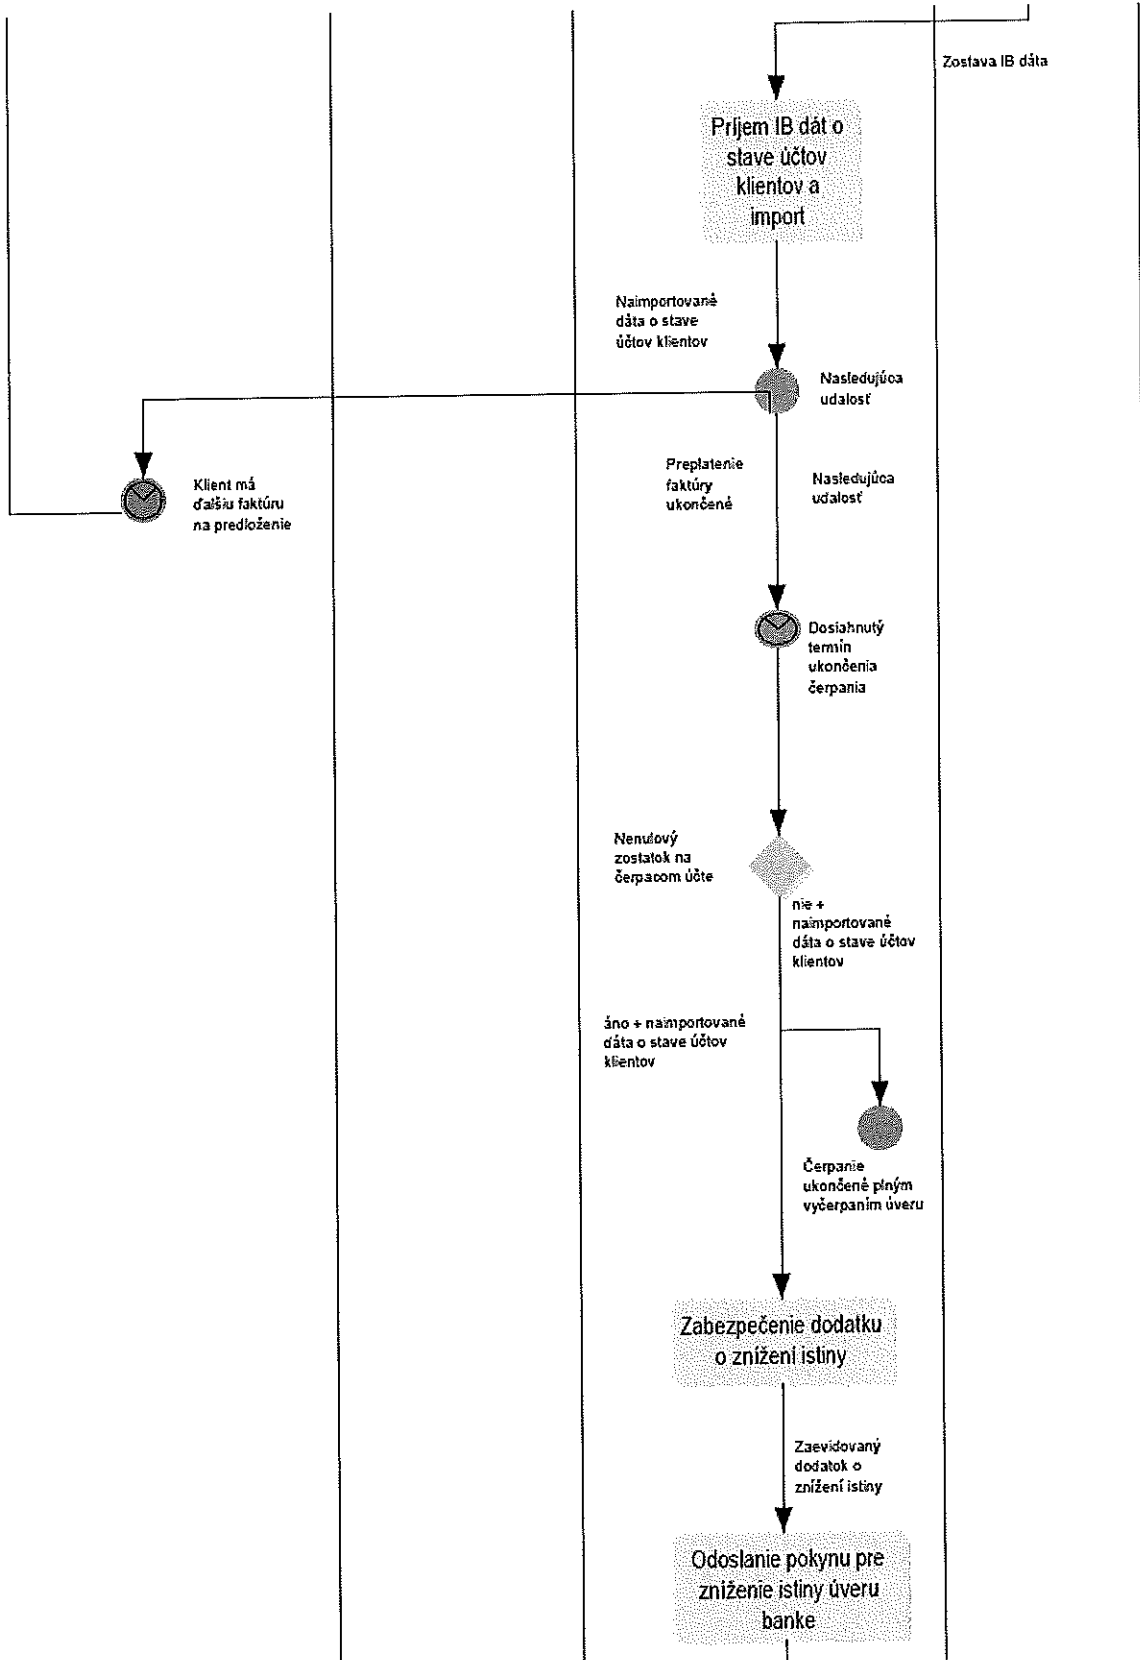 Zostava IB dáta
Príjem IB dát o
stave účtov
klientov a
import
Naimportované
dáta o stave
účtov klientov
Nasledujúca
udalosť
Preplatenie
faktúry
ukončené
Nasledujúca
udalosť
Klient má
ďalšiu faktúru
na predloženie
Dosiahnutý
termín
ukončenia
čerpania
Nenulový
zostatok na
čerpacom účte
nie +
naimportované
dáta o stave účtov
klientov
áno + naimportované
dáta o stave účtov
klientov
Čerpanie
ukončené plným
vyčerpaním úveru
Zabezpečenie dodatku
o znížení istiny
Zaevidovaný
dodatok o
znížení istiny
Odoslanie pokynu pre
zníženie istiny úveru
banke